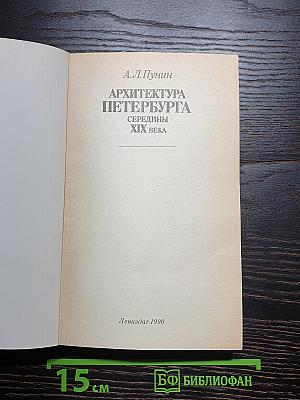 А.Л.Пунин
АРХИТЕКТУРА
ПЕТЕРБУРГА
СЕРЕДИНЫ
XIX ВЕКА
Лениздат·1990
15 см
БФ БИБЛИОФАН